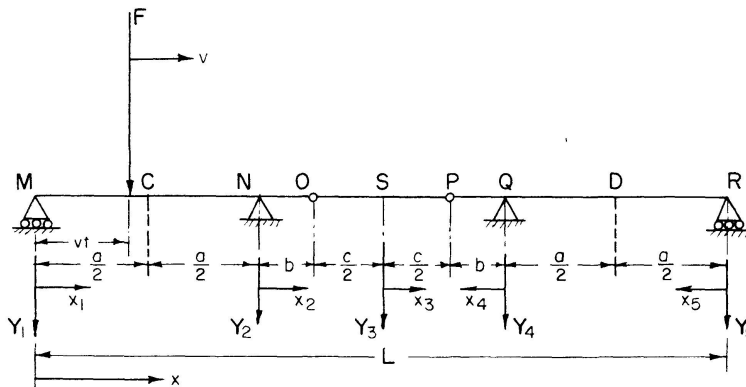 F
v
M C N O S P Q D R
vt
a/2 a/2 b c/2 c/2 b a/2 a/2
x₁ x₂ x₃ x₄ x₅
Y₁ Y₂ Y₃ Y₄ Y
L
x